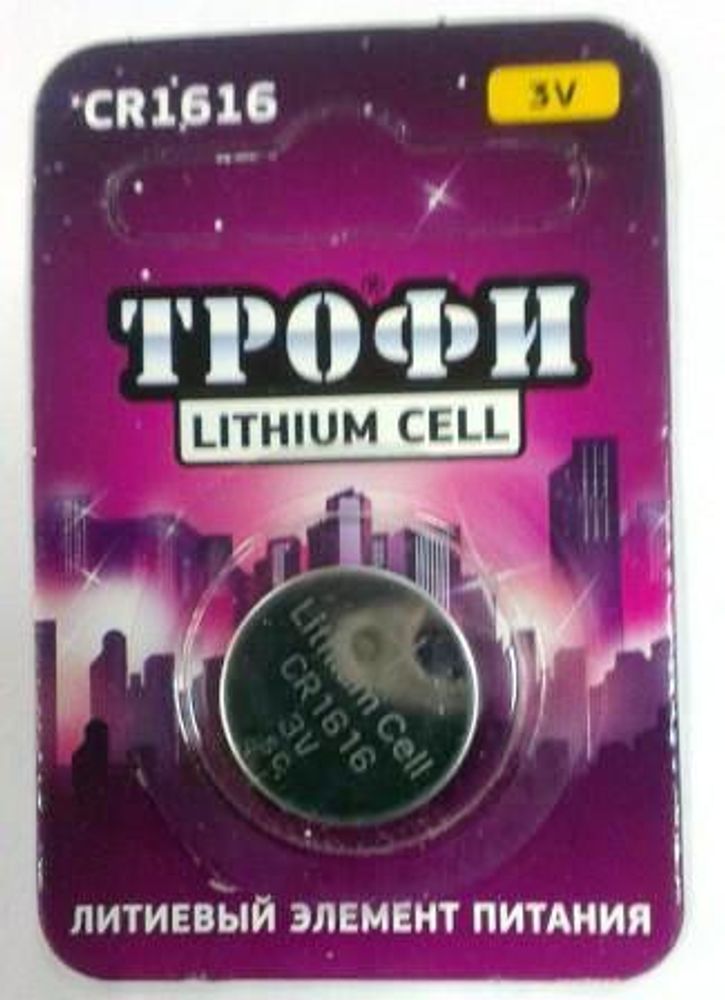 CR1616
3V
ТРОФИ®
LITHIUM CELL
Lithium Cell
CR1616
3V
ЛИТИЕВЫЙ ЭЛЕМЕНТ ПИТАНИЯ